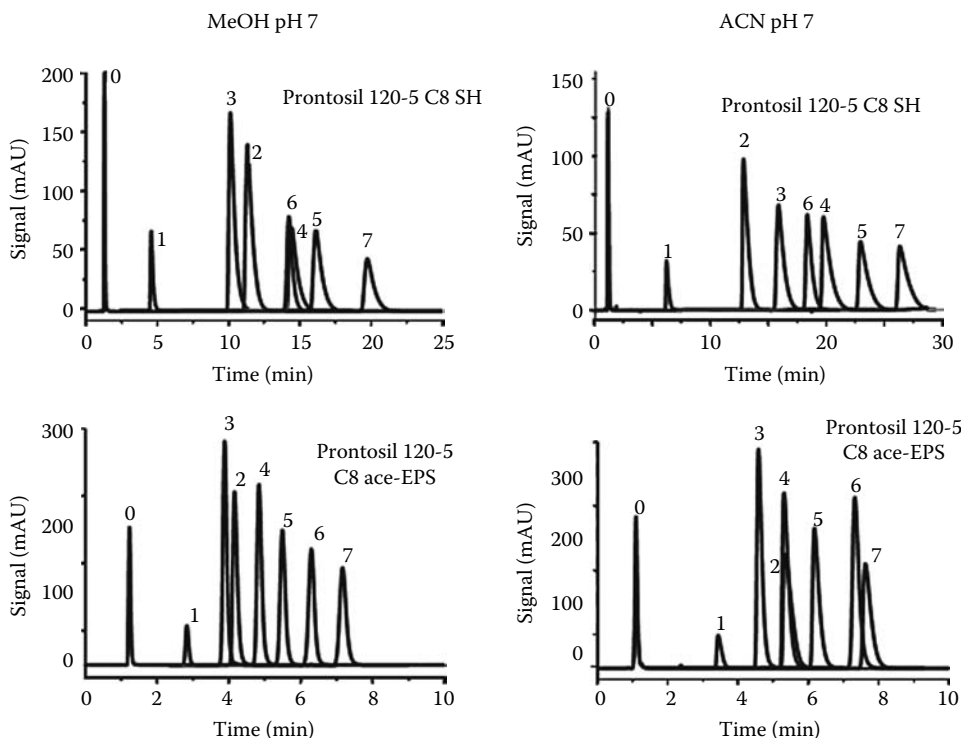 MeOH pH 7
ACN pH 7
200
150
100
50
0
Signal (mAU)
0
1
3
2
6
4
5
7
Prontosil 120-5 C8 SH
0 5 10 15 20 25
Time (min)
150
125
100
50
0
Signal (mAU)
0
1
2
3
6
4
5
7
Prontosil 120-5 C8 SH
0 10 20 30
Time (min)
300
200
100
0
Signal (mAU)
0
1
3
2
4
5
6
7
Prontosil 120-5
C8 ace-EPS
0 2 4 6 8 10
Time (min)
300
200
100
0
Signal (mAU)
0
1
3
4
2
5
6
7
Prontosil 120-5
C8 ace-EPS
0 2 4 6 8 10
Time (min)